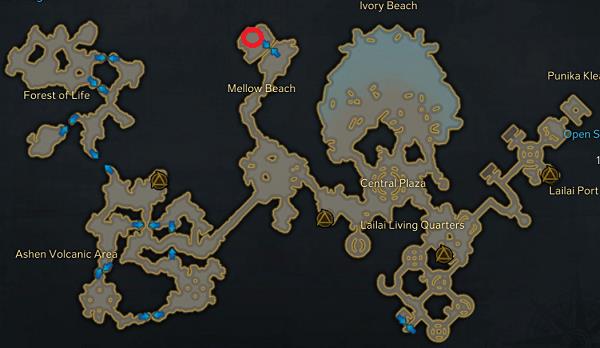 Ivory Beach
Punika Klea
Mellow Beach
Forest of Life
Open S
1
Central Plaza
Lailai Port
Lailai Living Quarters
Ashen Volcanic Area